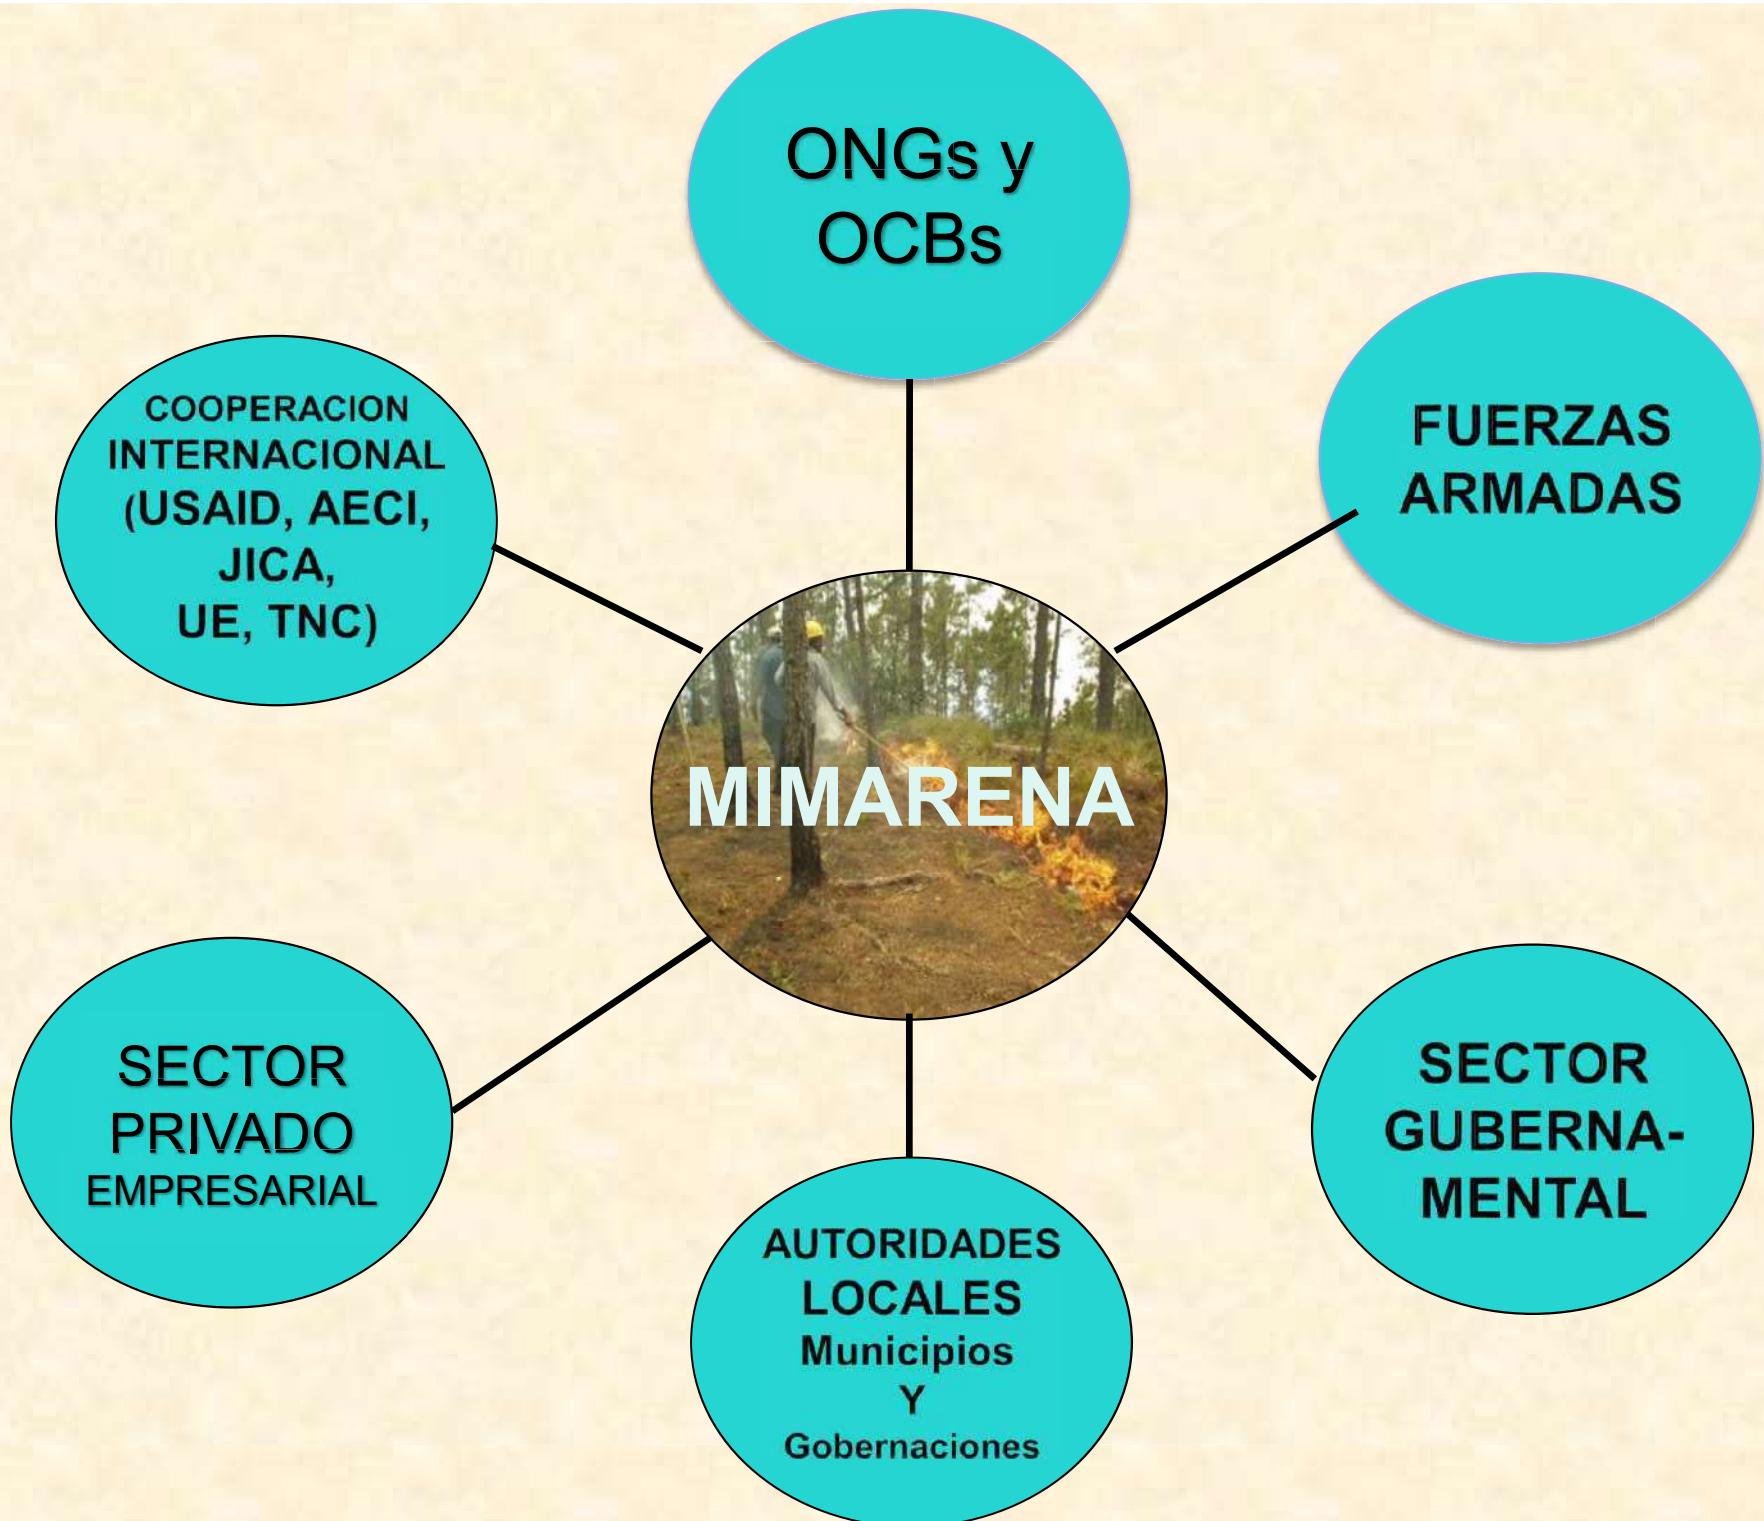 ONGs y
OCBs
FUERZAS
ARMADAS
COOPERACION
INTERNACIONAL
(USAID, AECI,
JICA,
UE, TNC)
MIMARENA
SECTOR
PRIVADO
EMPRESARIAL
SECTOR
GUBERNA-
MENTAL
AUTORIDADES
LOCALES
Municipios
Y
Gobernaciones